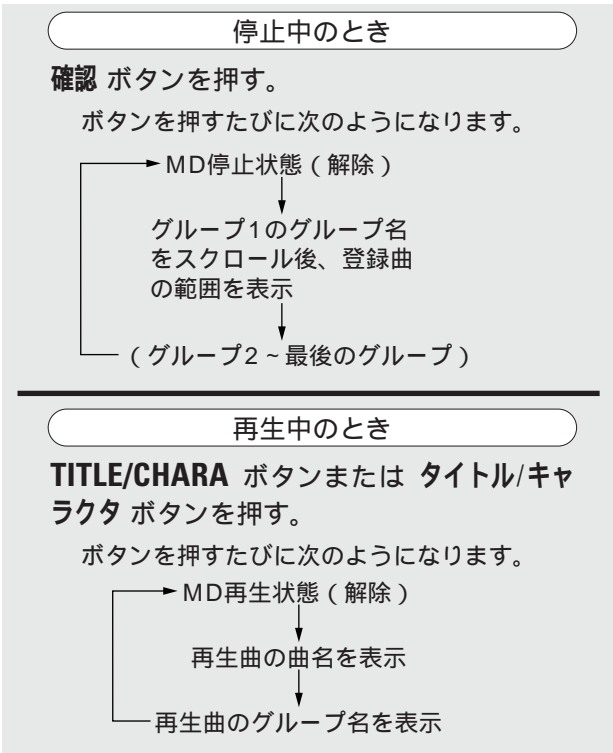 停止中のとき
確認 ボタンを押す。
ボタンを押すたびに次のようになります。
MD停止状態（解除）
グループ1のグループ名
をスクロール後、登録曲
の範囲を表示
（グループ2～最後のグループ）
再生中のとき
TITLE/CHARA ボタンまたは タイトル/キャ
ラクタ ボタンを押す。
ボタンを押すたびに次のようになります。
MD再生状態（解除）
再生曲の曲名を表示
再生曲のグループ名を表示